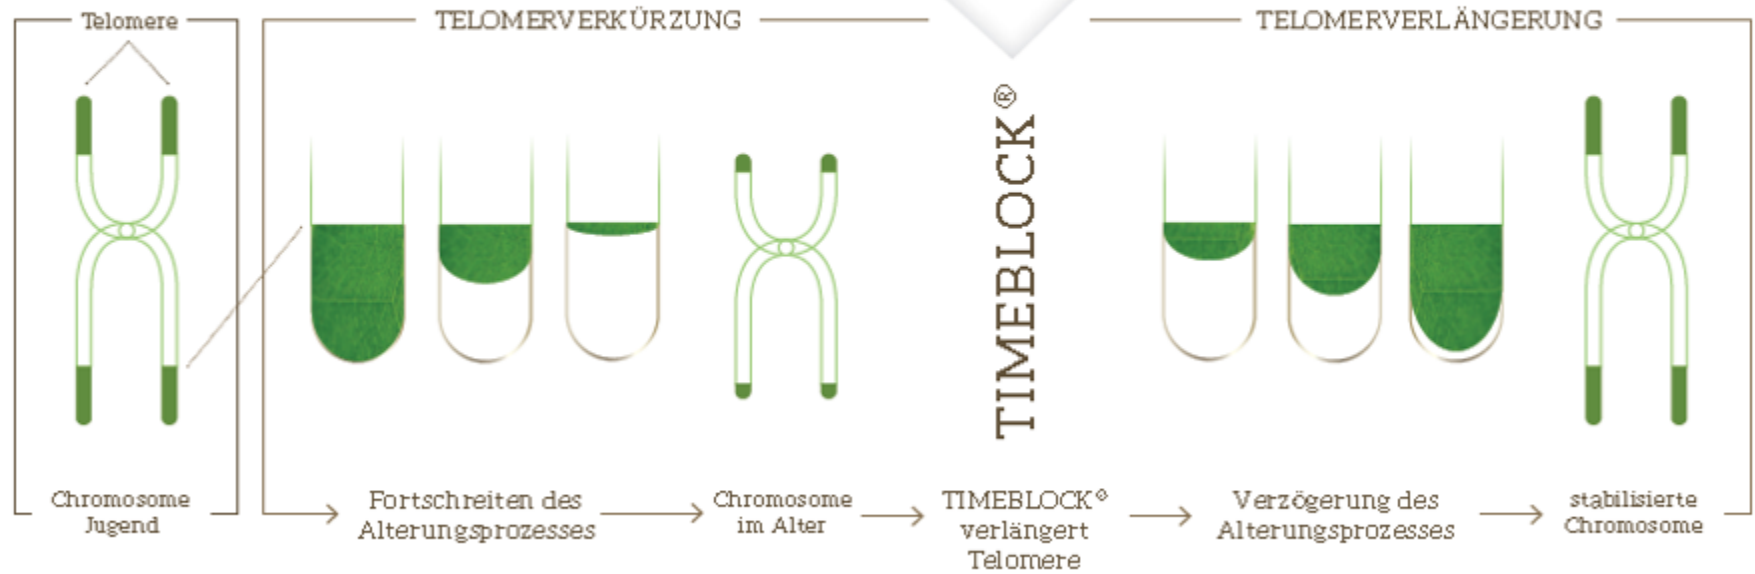 Telomere
TELOMERVERKÜRZUNG
TELOMERVERLÄNGERUNG
TIMEBLOCK®
Chromosome
Jugend
Fortschreiten des
Alterungsprozesses
Chromosome
im Alter
TIMEBLOCK®
verlängert
Telomere
Verzögerung des
Alterungsprozesses
stabilisierte
Chromosome